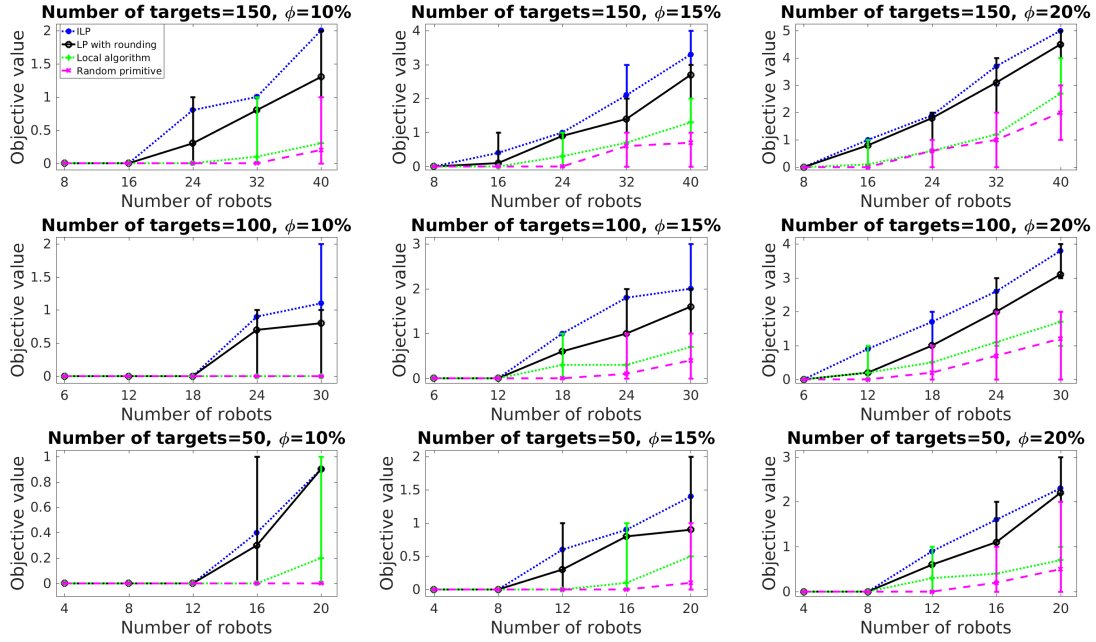 Number of targets=150, ϕ=10%
Number of targets=150, ϕ=15%
Number of targets=150, ϕ=20%
Objective value
2
1.5
1
0.5
0
ILP
LP with rounding
Local algorithm
Random primitive
8 16 24 32 40
Number of robots
Objective value
4
3
2
1
0
8 16 24 32 40
Number of robots
Objective value
5
4
3
2
1
0
8 16 24 32 40
Number of robots
Number of targets=100, ϕ=10%
Number of targets=100, ϕ=15%
Number of targets=100, ϕ=20%
Objective value
2
1.5
1
0.5
0
6 12 18 24 30
Number of robots
Objective value
3
2
1
0
6 12 18 24 30
Number of robots
Objective value
4
3
2
1
0
6 12 18 24 30
Number of robots
Number of targets=50, ϕ=10%
Number of targets=50, ϕ=15%
Number of targets=50, ϕ=20%
Objective value
1
0.8
0.6
0.4
0.2
0
4 8 12 16 20
Number of robots
Objective value
2
1.5
1
0.5
0
4 8 12 16 20
Number of robots
Objective value
3
2
1
0
4 8 12 16 20
Number of robots